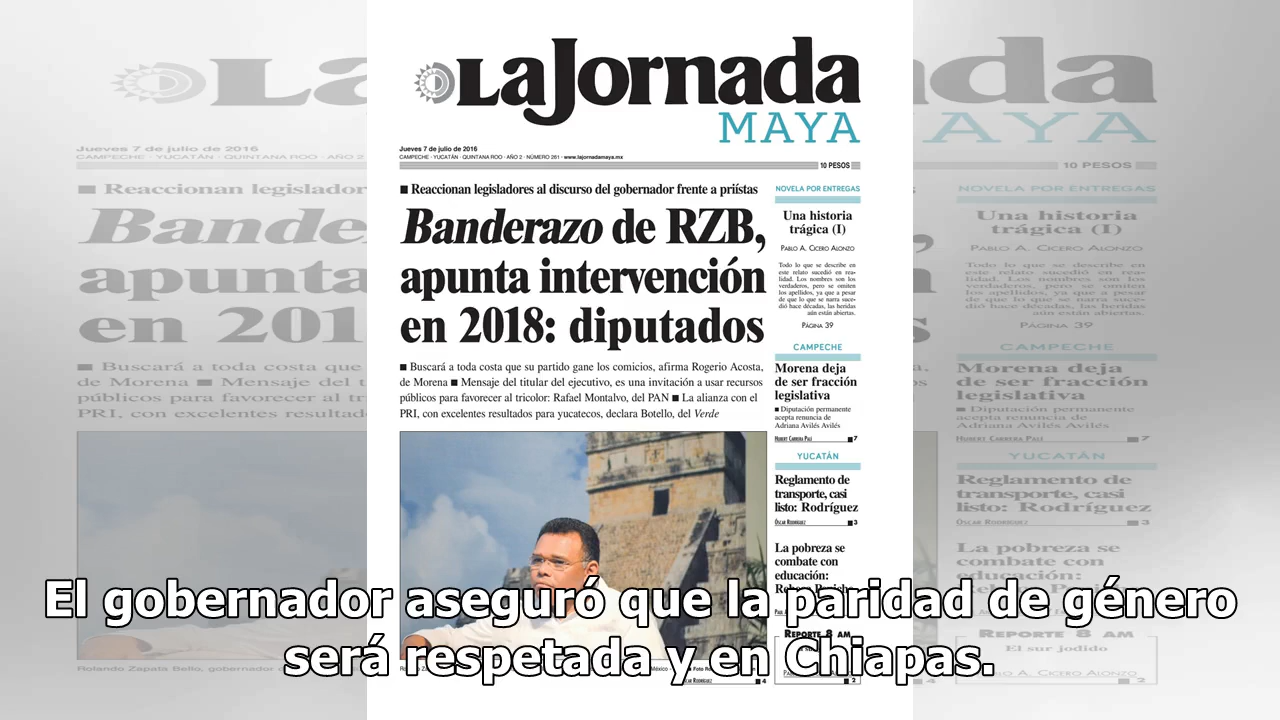 LaJornada
MAYA
Jueves 7 de julio de 2016
CAMPECHE · YUCATÁN · QUINTANA ROO · AÑO 2 · NÚMERO 261 · www.lajornadamaya.mx
10 PESOS
■ Reaccionan legisladores al discurso del gobernador frente a priístas
Banderazo de RZB,
apunta intervención
en 2018: diputados
■ Buscará a toda costa que su partido gane los comicios, afirma Rogerio Acosta,
de Morena ■ Mensaje del titular del ejecutivo, es una invitación a usar recursos
públicos para favorecer al tricolor: Rafael Montalvo, del PAN ■ La alianza con el
PRI, con excelentes resultados para yucatecos, declara Botello, del Verde
NOVELA POR ENTREGAS
Una historia
trágica (I)
PABLO A. CICERO ALONZO
Todo lo que se describe en
este relato sucedió en rea-
lidad. Los nombres son los
verdaderos, pero se omiten
los apellidos, ya que a pesar
de que lo que se narra suce-
dió hace décadas, las heridas
aún están abiertas.
PÁGINA 39
CAMPECHE
Morena deja
de ser fracción
legislativa
■ Diputación permanente
acepta renuncia de
Adriana Avilés Avilés
HUBERT CARRERA PALÍ ■ 7
YUCATÁN
Reglamento de
transporte, casi
listo: Rodríguez
ÓSCAR RODRÍGUEZ ■ 3
La pobreza se
combate con
educación:
REPORTE 8 AM
El sur jodido
■ 2
■ 4
El gobernador aseguró que la paridad de género
será respetada y en Chiapas.